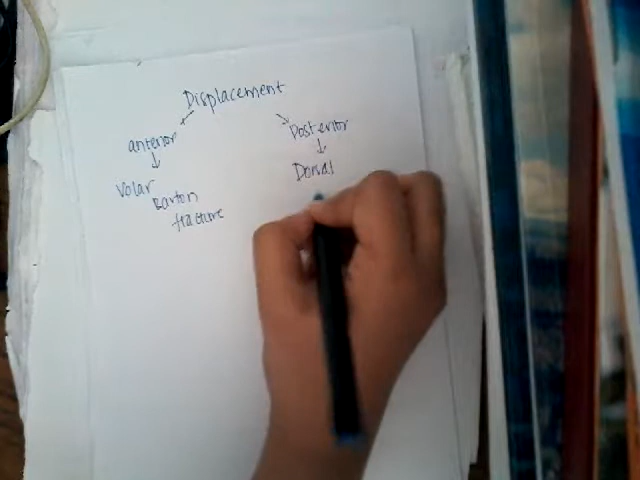 Displacement
anterior
Posterior
Volar
Dorsal
Barton
fracture